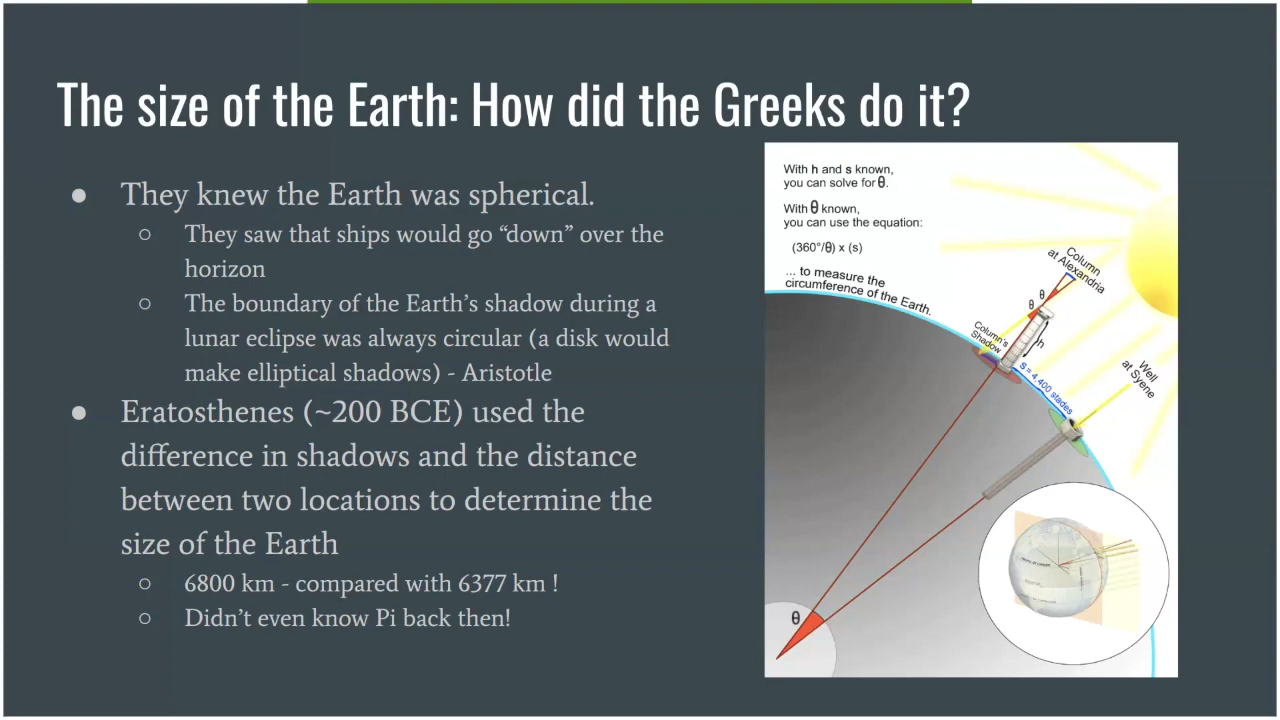 The size of the Earth: How did the Greeks do it?
● They knew the Earth was spherical.
○ They saw that ships would go “down” over the
horizon
○ The boundary of the Earth’s shadow during a
lunar eclipse was always circular (a disk would
make elliptical shadows) - Aristotle
● Eratosthenes (~200 BCE) used the
difference in shadows and the distance
between two locations to determine the
size of the Earth
○ 6800 km - compared with 6377 km !
○ Didn’t even know Pi back then!
With h and s known,
you can solve for θ.
With θ known,
you can use the equation:
(360°/θ) x (s)
... to measure the
circumference of the Earth.
Column
at Alexandria
θ
θ
Column's
Shadow
h
S = 4,400 stades
Well
at Syene
θ